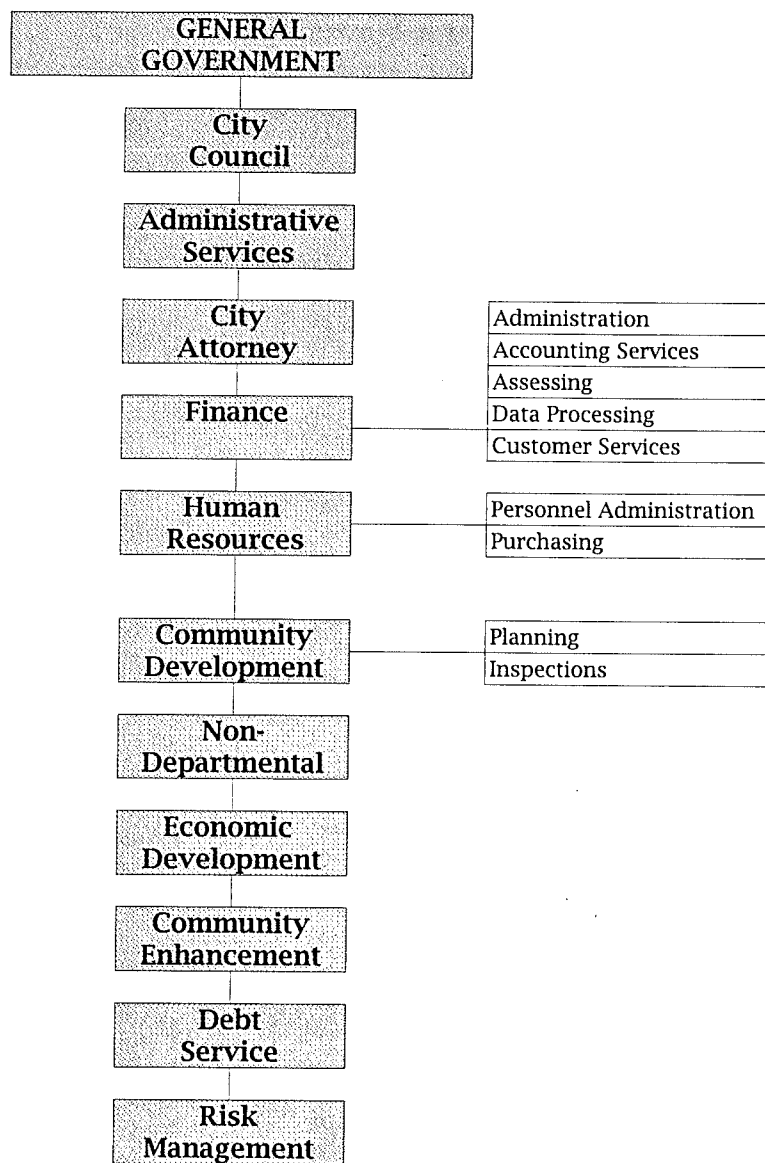 GENERAL
GOVERNMENT
City
Council
Administrative
Services
City
Attorney
Finance
Administration
Accounting Services
Assessing
Data Processing
Customer Services
Human
Resources
Personnel Administration
Purchasing
Community
Development
Planning
Inspections
Non-
Departmental
Economic
Development
Community
Enhancement
Debt
Service
Risk
Management